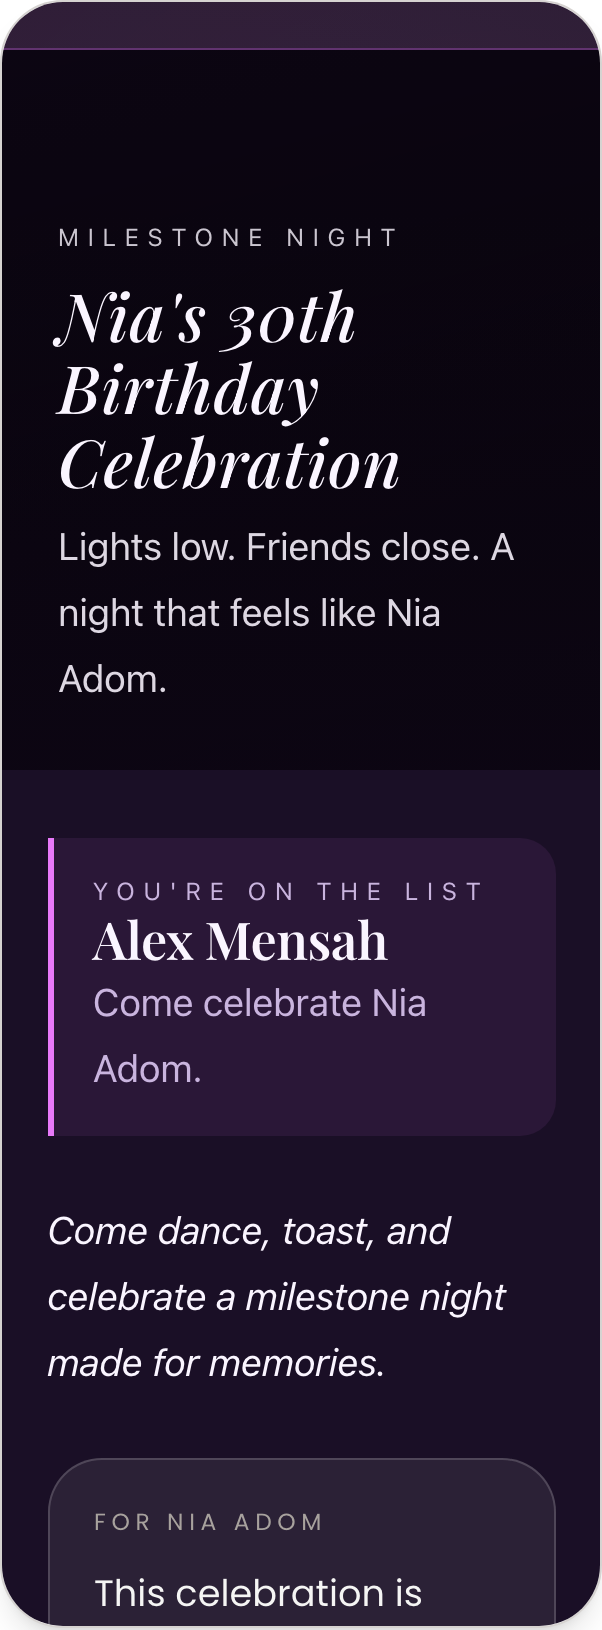 MILESTONE NIGHT
Nia's 30th
Birthday
Celebration
Lights low. Friends close. A
night that feels like Nia
Adom.
YOU'RE ON THE LIST
Alex Mensah
Come celebrate Nia
Adom.
Come dance, toast, and
celebrate a milestone night
made for memories.
FOR NIA ADOM
This celebration is